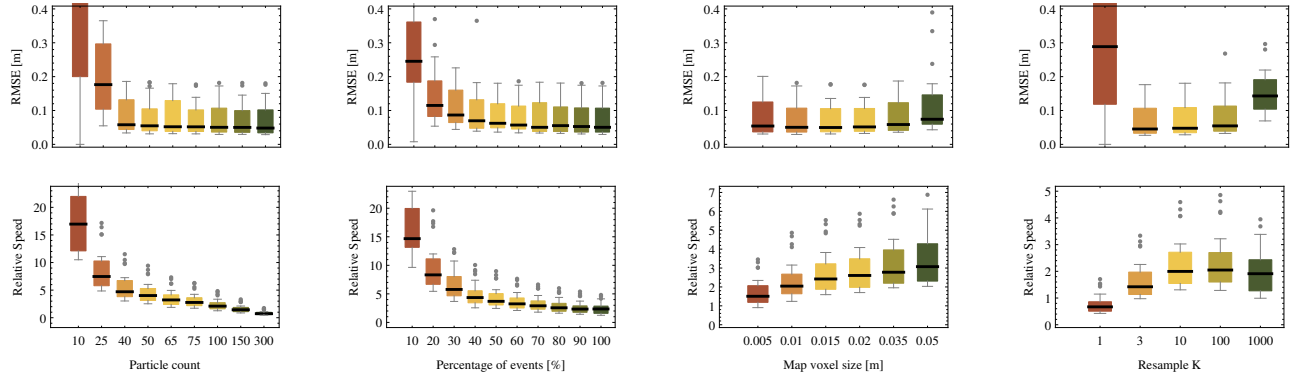 0.4
0.3
0.2
0.1
0.0
RMSE [m]
0.4
0.3
0.2
0.1
0.0
RMSE [m]
0.4
0.3
0.2
0.1
0.0
RMSE [m]
0.4
0.3
0.2
0.1
0.0
RMSE [m]
20
15
10
5
0
Relative Speed
10 25 40 50 65 75 100 150 300
Particle count
20
15
10
5
0
Relative Speed
10 20 30 40 50 60 70 80 90 100
Percentage of events [%]
7
6
5
4
3
2
1
0
Relative Speed
0.005 0.01 0.015 0.02 0.035 0.05
Map voxel size [m]
5
4
3
2
1
0
Relative Speed
1 3 10 100 1000
Resample K